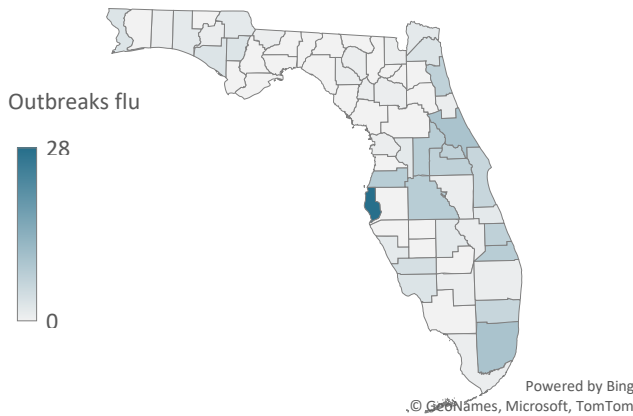 Outbreaks flu
28
0
Powered by Bing
© GeoNames, Microsoft, TomTom